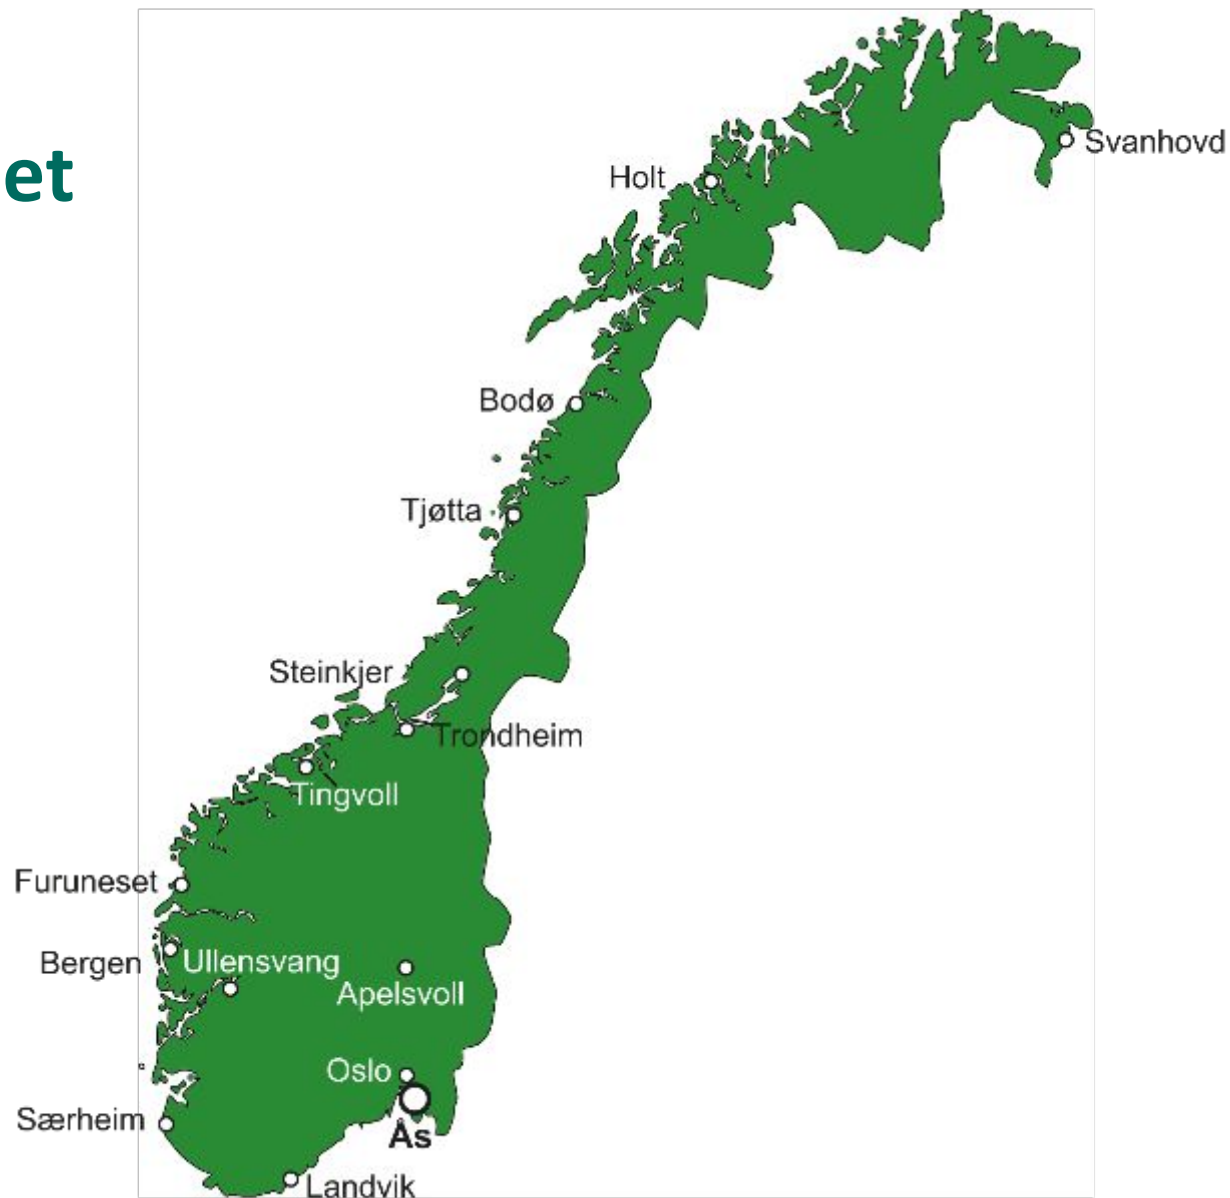 et
Svanhovd
Holt
Bodø
Tjøtta
Steinkjer
Trondheim
Tingvoll
Furuneset
Bergen
Ullensvang
Apelsvoll
Oslo
Særheim
Ås
Landvik